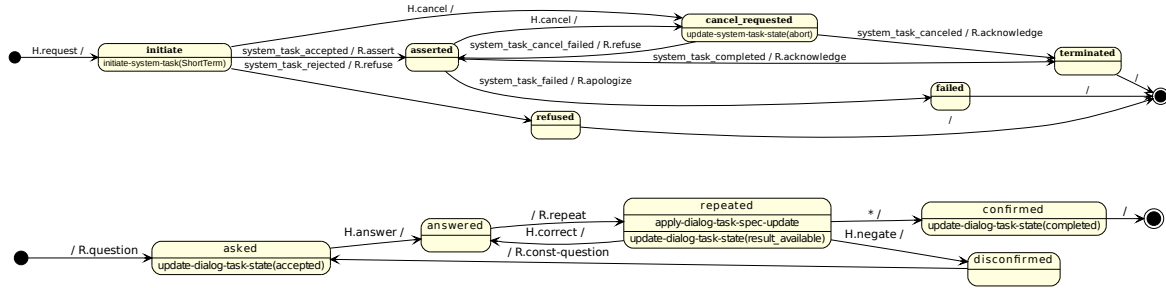 H.cancel /
cancel_requested
H.cancel /
update-system-task-state(abort)
H.request /
initiate
initiate-system-task(ShortTerm)
system_task_accepted / R.assert
asserted
system_task_cancel_failed / R.refuse
system_task_canceled / R.acknowledge
system_task_completed / R.acknowledge
terminated
system_task_rejected / R.refuse
system_task_failed / R.apologize
/
failed
/
refused
/
repeated
/ R.repeat
apply-dialog-task-spec-update
update-dialog-task-state(result_available)
* /
confirmed
update-dialog-task-state(completed)
/
answered
H.answer /
H.correct /
H.negate /
/ R.question
asked
update-dialog-task-state(accepted)
/ R.const-question
disconfirmed